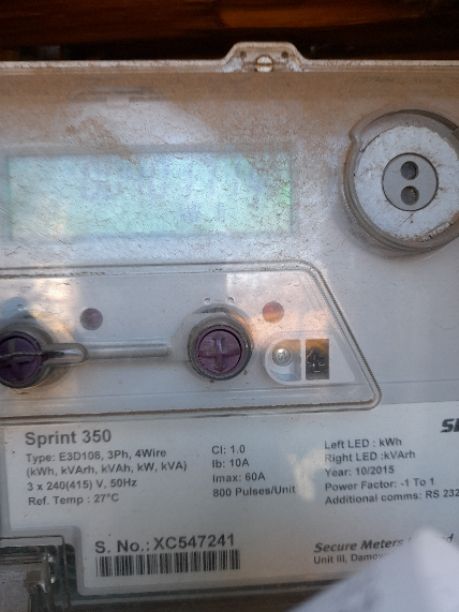 Sprint 350
Type: E3D108, 3Ph, 4Wire
(kWh, kVArh, kVAh, kW, kVA)
3 x 240(415) V, 50Hz
Ref. Temp : 27°C
Cl: 1.0
Ib: 10A
Imax: 60A
800 Pulses/Unit
Left LED : kWh
Right LED : kVArh
Year: 10/2015
Power Factor: -1 To 1
Additional comms: RS 232
S. No.: XC547241
Secure Meters
Unit III,